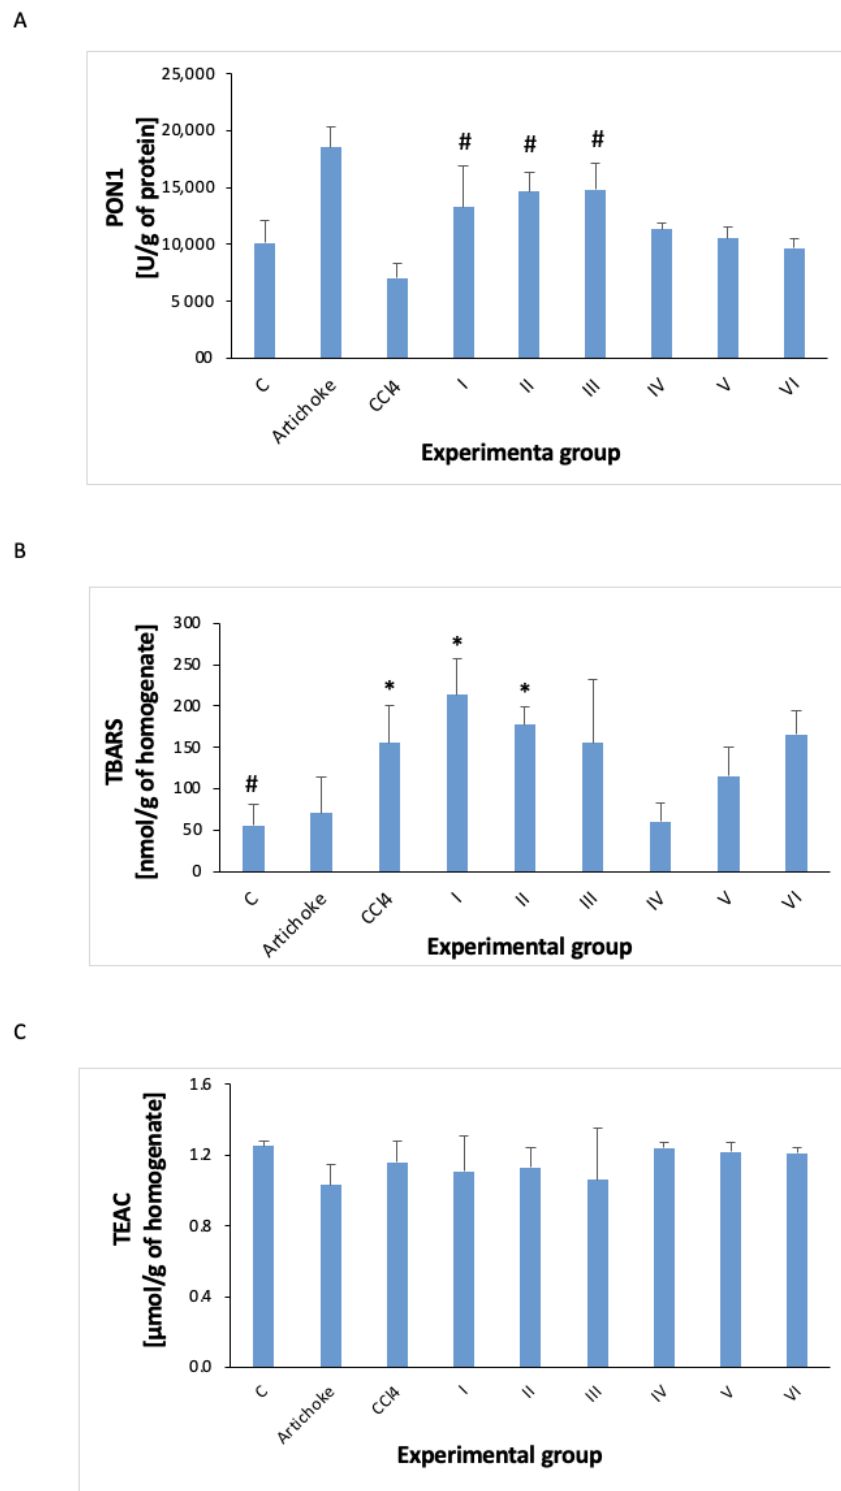 A
25,000
20,000
15,000
10,000
5 000
00
PON1
[U/g of protein]
#
#
#
C
Artichoke
CCl4
I
II
III
IV
V
VI
Experimenta group
B
300
250
200
150
100
50
0
TBARS
[nmol/g of homogenate]
#
*
*
*
C
Artichoke
CCl4
I
II
III
IV
V
VI
Experimental group
C
1.6
1.2
0.8
0.4
0.0
TEAC
[µmol/g of homogenate]
C
Artichoke
CCl4
I
II
III
IV
V
VI
Experimental group